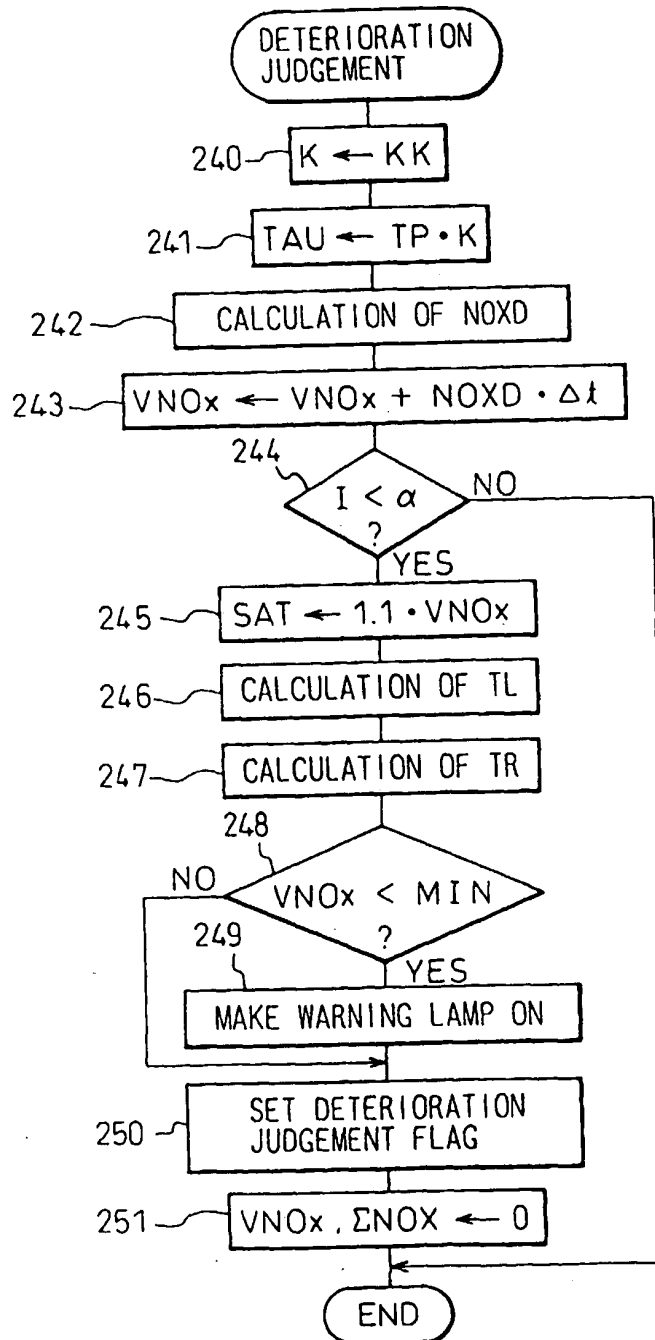 DETERIORATION
JUDGEMENT
240
K ← KK
241
TAU ← TP • K
242
CALCULATION OF NOXD
243
VNOx ← VNOx + NOXD • Δt
244
I < α
?
NO
YES
245
SAT ← 1.1 • VNOx
246
CALCULATION OF TL
247
CALCULATION OF TR
248
NO
VNOx < MIN
?
249
YES
MAKE WARNING LAMP ON
250
SET DETERIORATION
JUDGEMENT FLAG
251
VNOx . ΣNOX ← 0
END